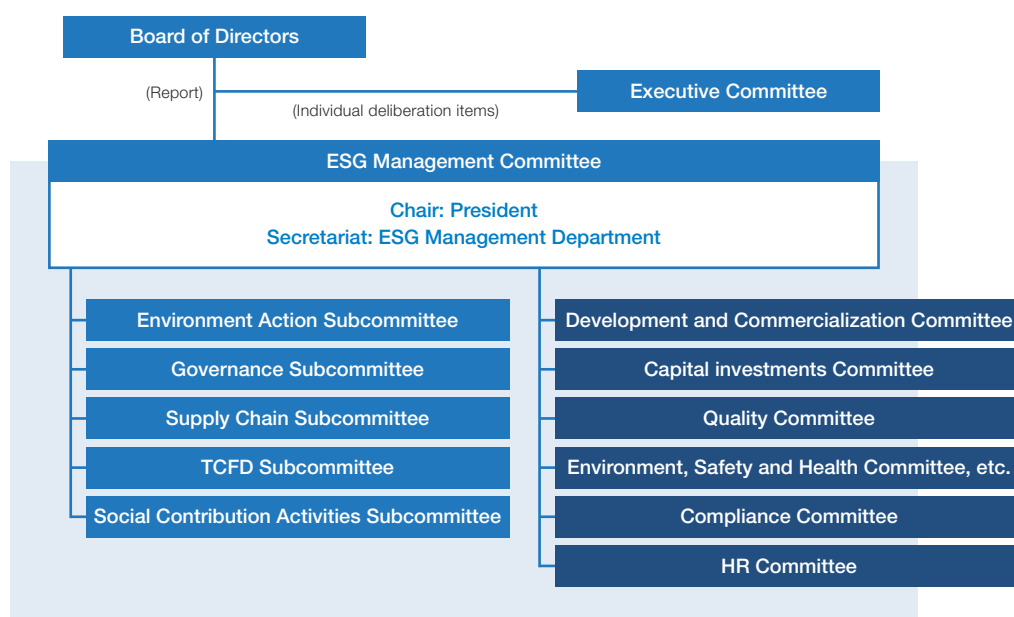 Board of Directors
(Report)
Executive Committee
(Individual deliberation items)
ESG Management Committee
Chair: President
Secretariat: ESG Management Department
Environment Action Subcommittee
Governance Subcommittee
Supply Chain Subcommittee
TCFD Subcommittee
Social Contribution Activities Subcommittee
Development and Commercialization Committee
Capital investments Committee
Quality Committee
Environment, Safety and Health Committee, etc.
Compliance Committee
HR Committee